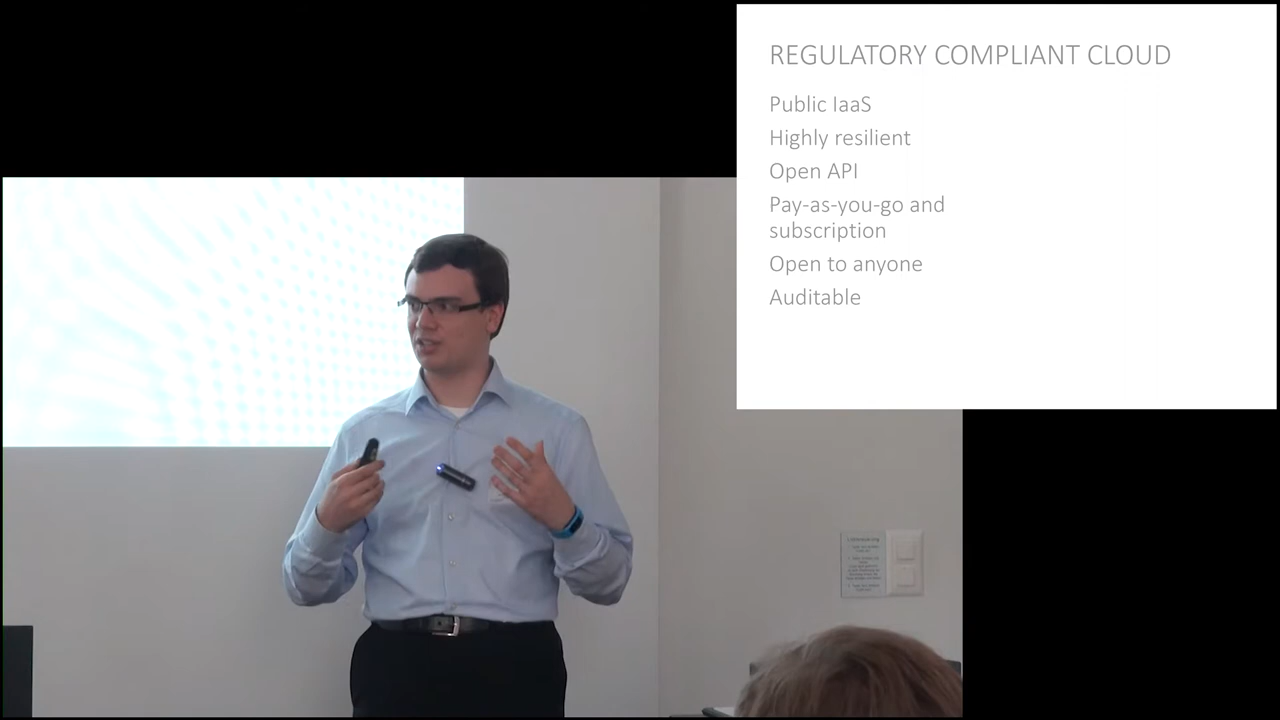 REGULATORY COMPLIANT CLOUD
Public IaaS
Highly resilient
Open API
Pay-as-you-go and
subscription
Open to anyone
Auditable